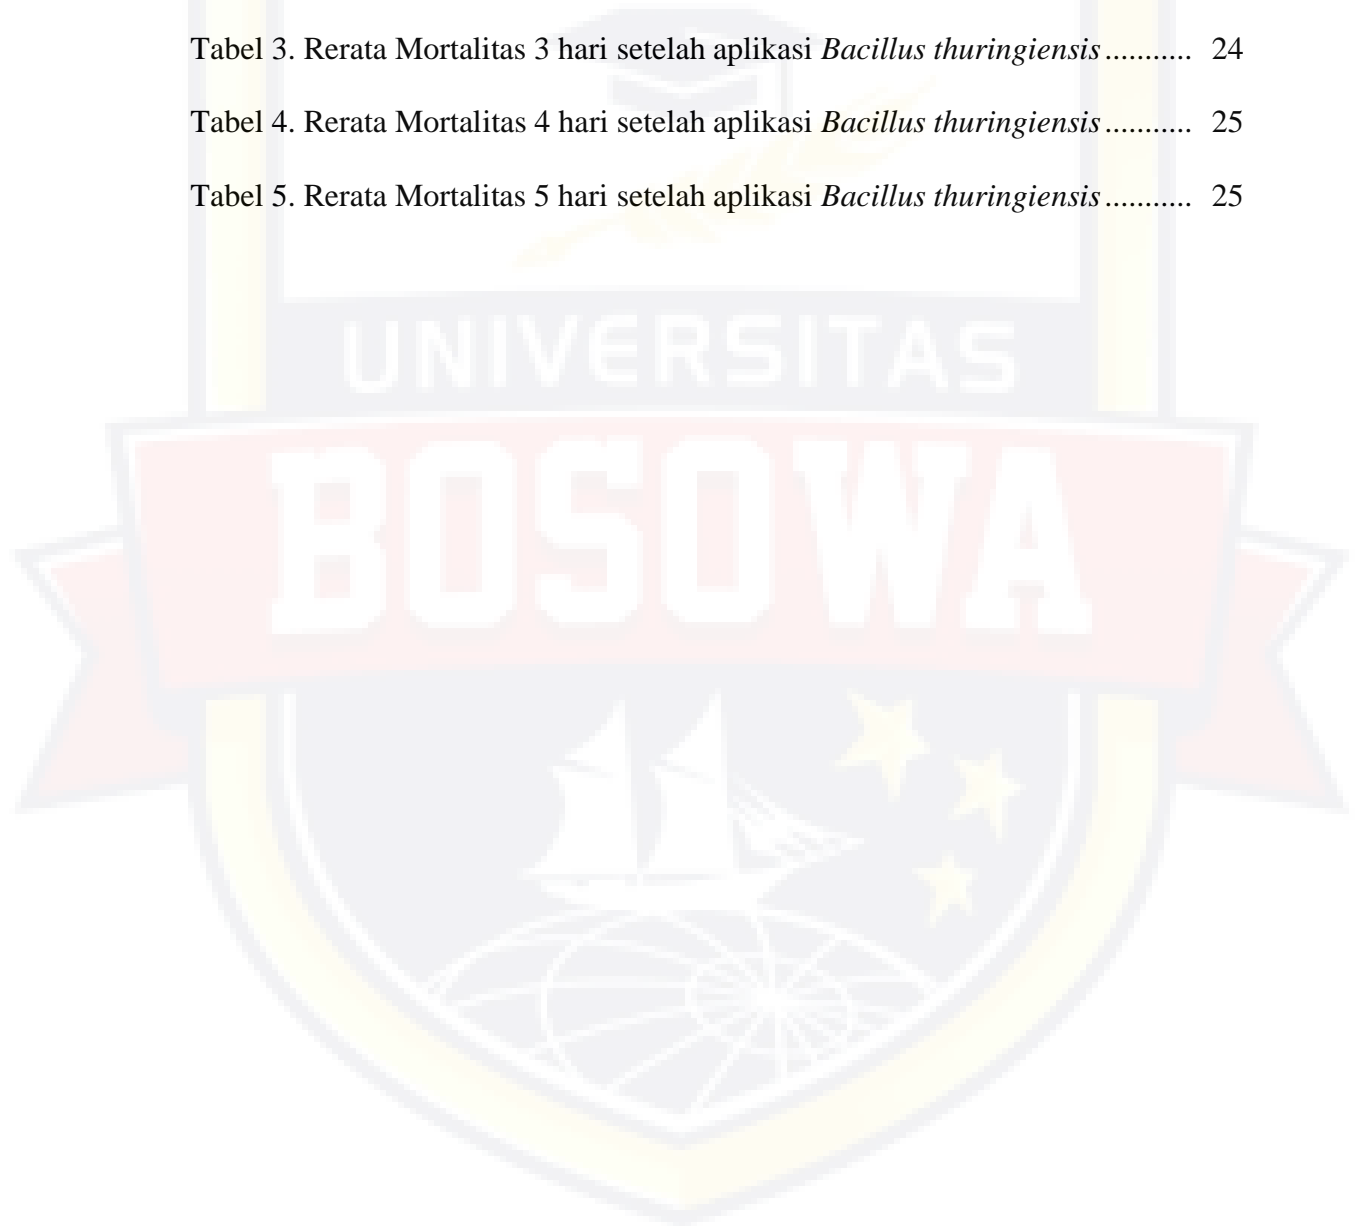 Tabel 3. Rerata Mortalitas 3 hari setelah aplikasi Bacillus thuringiensis ........... 24
Tabel 4. Rerata Mortalitas 4 hari setelah aplikasi Bacillus thuringiensis ........... 25
Tabel 5. Rerata Mortalitas 5 hari setelah aplikasi Bacillus thuringiensis ........... 25
UNIVERSITAS
BOSOWA